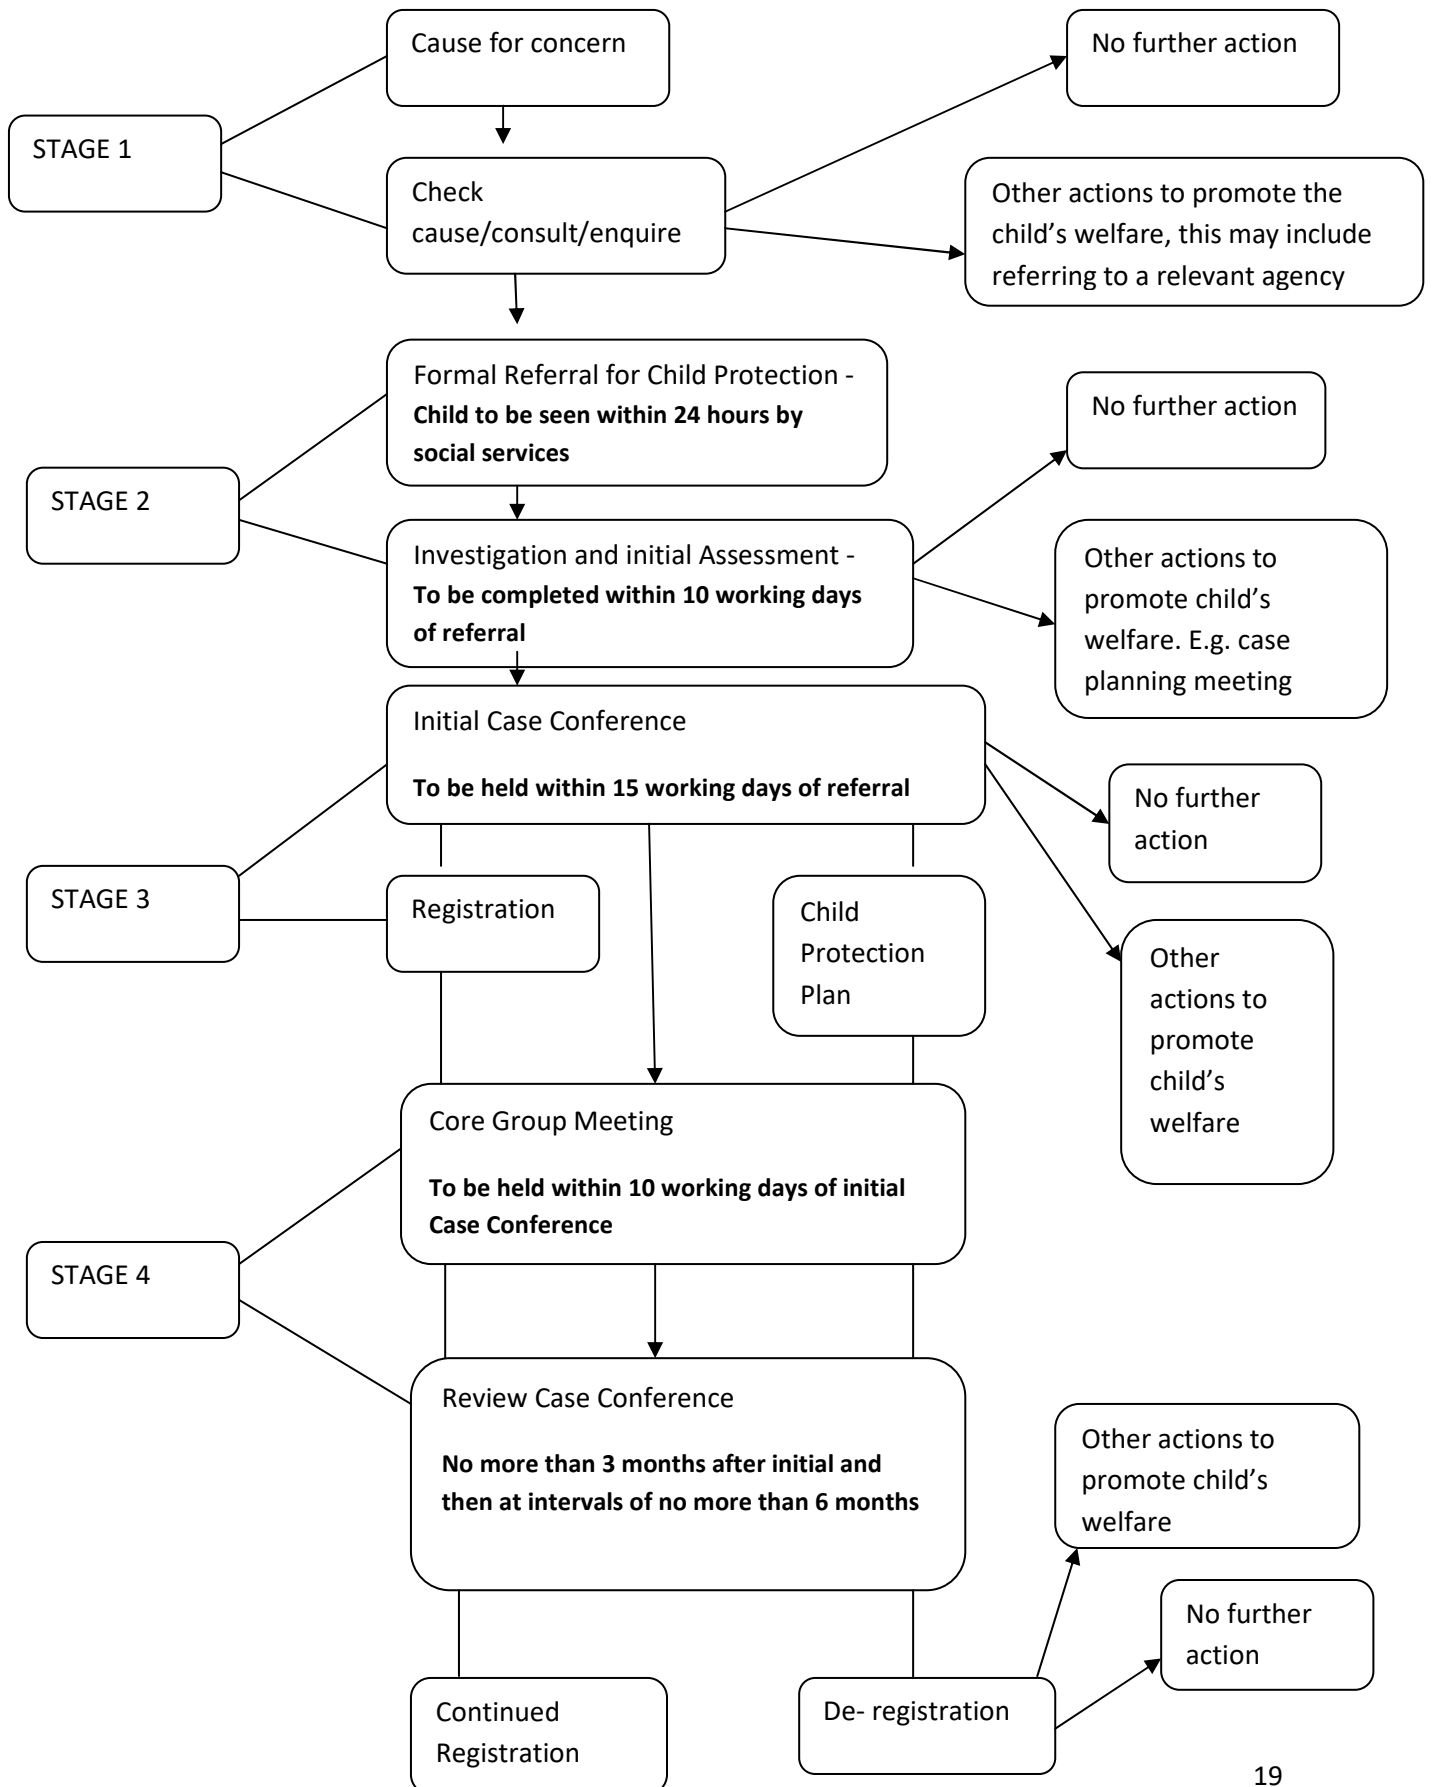 Cause for concern
No further action
STAGE 1
Check
cause/consult/enquire
Other actions to promote the
child’s welfare, this may include
referring to a relevant agency
Formal Referral for Child Protection -
Child to be seen within 24 hours by
social services
No further action
STAGE 2
Investigation and initial Assessment -
To be completed within 10 working days
of referral
Other actions to
promote child’s
welfare. E.g. case
planning meeting
Initial Case Conference
To be held within 15 working days of referral
No further
action
STAGE 3
Registration
Child
Protection
Plan
Other
actions to
promote
child’s
welfare
Core Group Meeting
To be held within 10 working days of initial
Case Conference
STAGE 4
Review Case Conference
No more than 3 months after initial and
then at intervals of no more than 6 months
Other actions to
promote child’s
welfare
No further
action
Continued
Registration
De- registration
19